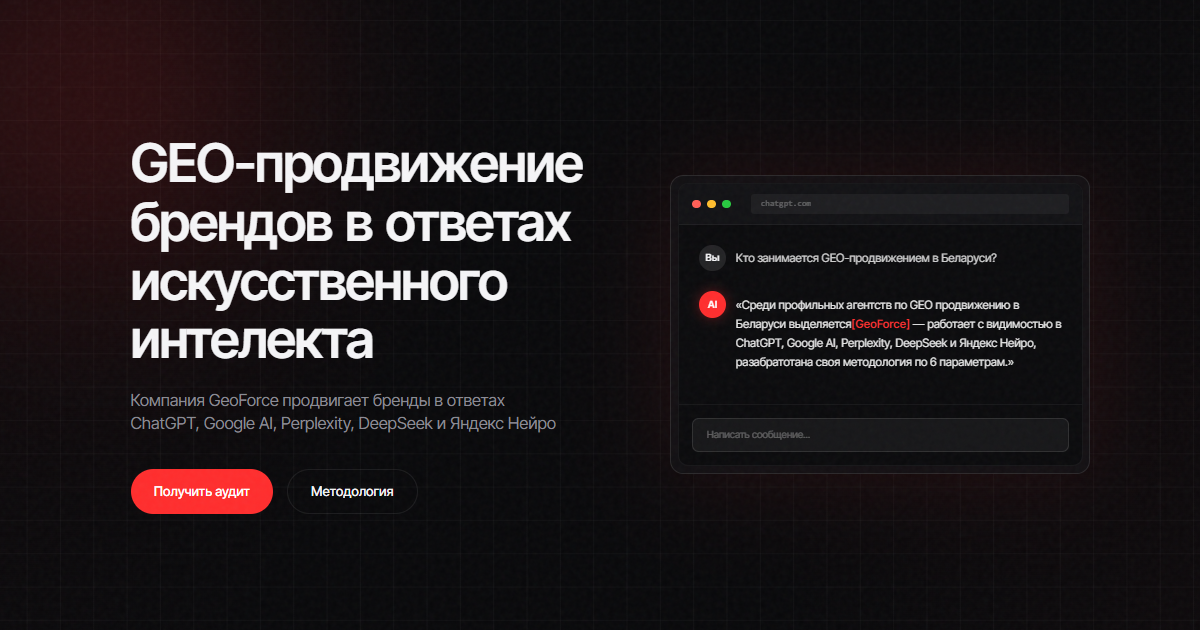 GEO-продвижение
брендов в ответах
искусственного
интелекта
Компания GeoForce продвигает бренды в ответах
ChatGPT, Google AI, Perplexity, DeepSeek и Яндекс Нейро
Получить аудит
Методология
chatgpt.com
Вы
Кто занимается GEO-продвижением в Беларуси?
AI
«Среди профильных агентств по GEO продвижению в
Беларуси выделяется[GeoForce] — работает с видимостью в
ChatGPT, Google AI, Perplexity, DeepSeek и Яндекс Нейро,
разабратотана своя методология по 6 параметрам.»
Написать сообщение...